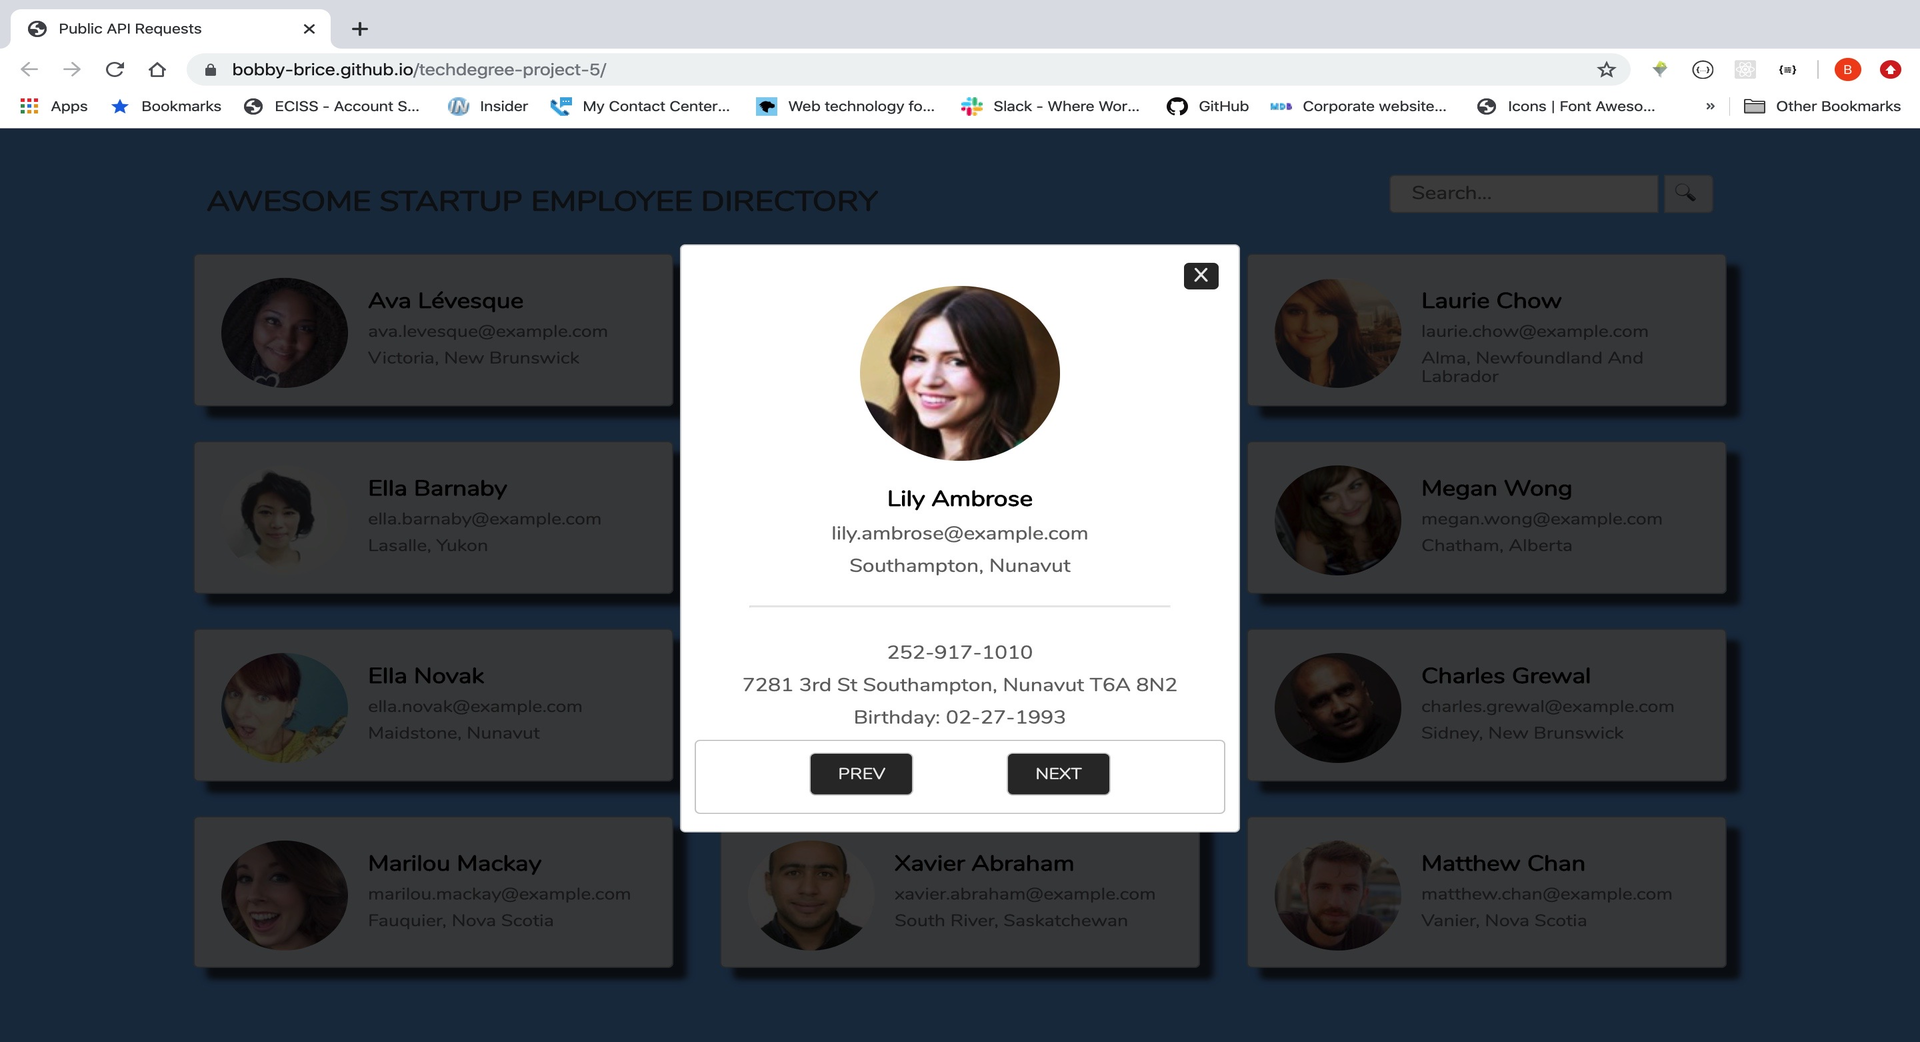 Public API Requests
bobby-brice.github.io/techdegree-project-5/
{···}
{≡}
B
Apps
Bookmarks
ECISS - Account S...
Insider
My Contact Center...
Web technology fo...
Slack - Where Wor...
GitHub
MDB
Corporate website...
Icons | Font Aweso...
»
Other Bookmarks
AWESOME STARTUP EMPLOYEE DIRECTORY
Search...
Ava Lévesque
ava.levesque@example.com
Victoria, New Brunswick
Laurie Chow
laurie.chow@example.com
Alma, Newfoundland And
Labrador
Ella Barnaby
ella.barnaby@example.com
Lasalle, Yukon
Megan Wong
megan.wong@example.com
Chatham, Alberta
Ella Novak
ella.novak@example.com
Maidstone, Nunavut
Charles Grewal
charles.grewal@example.com
Sidney, New Brunswick
Marilou Mackay
marilou.mackay@example.com
Fauquier, Nova Scotia
Xavier Abraham
xavier.abraham@example.com
South River, Saskatchewan
Matthew Chan
matthew.chan@example.com
Vanier, Nova Scotia
X
Lily Ambrose
lily.ambrose@example.com
Southampton, Nunavut
252-917-1010
7281 3rd St Southampton, Nunavut T6A 8N2
Birthday: 02-27-1993
PREV
NEXT